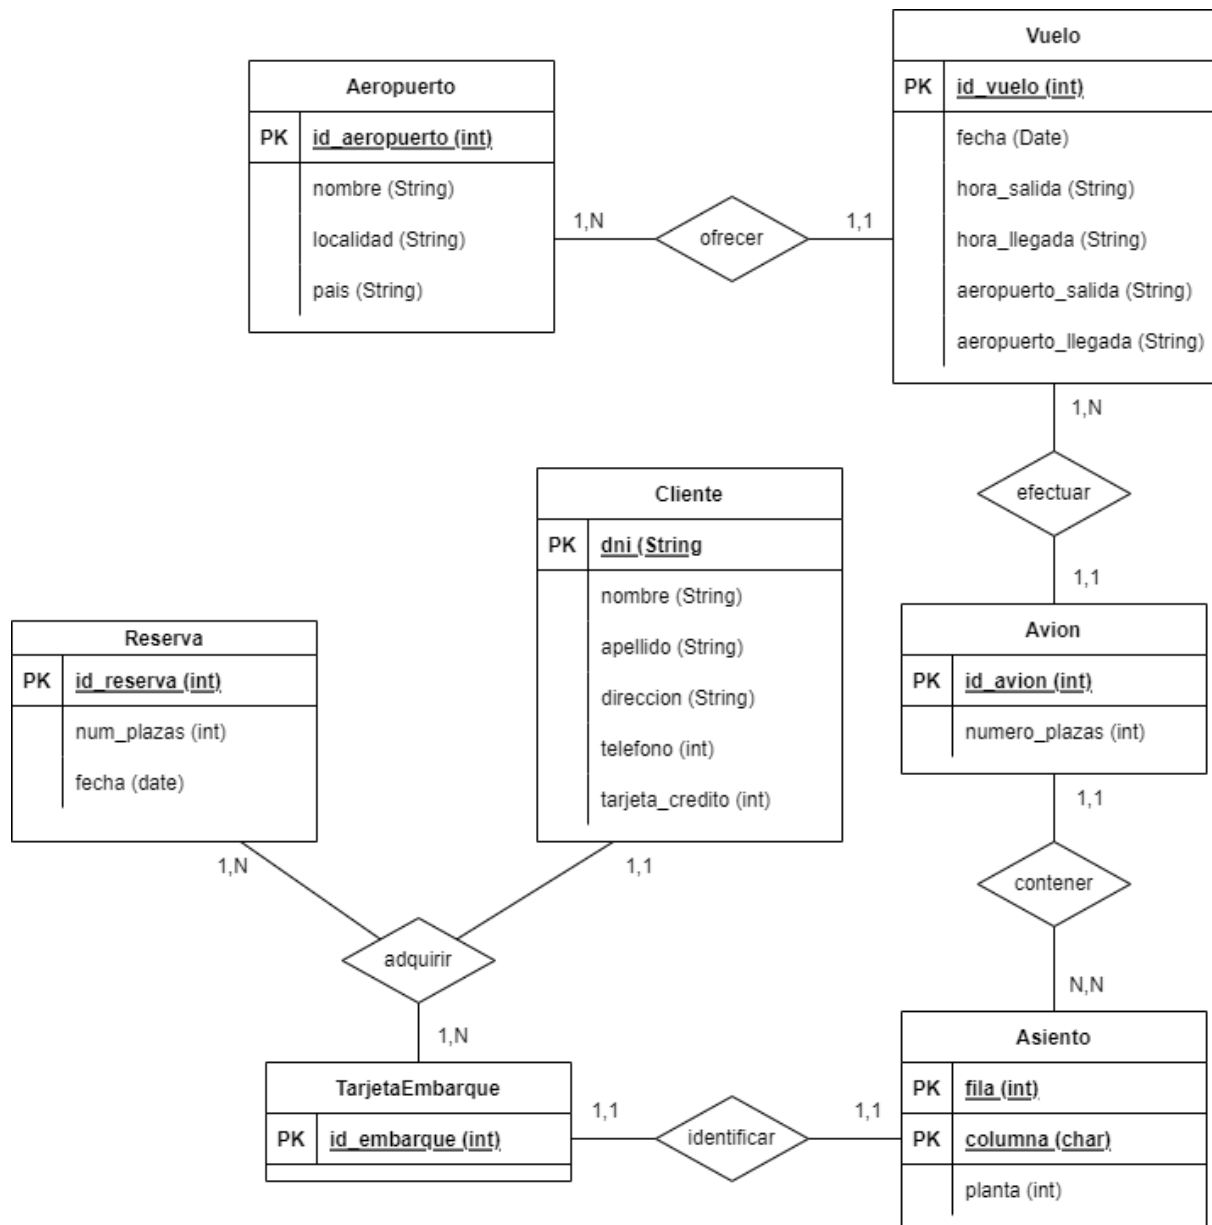 Vuelo
PK id_vuelo (int)
fecha (Date)
hora_salida (String)
hora_llegada (String)
aeropuerto_salida (String)
aeropuerto_llegada (String)
Aeropuerto
PK id_aeropuerto (int)
nombre (String)
localidad (String)
pais (String)
1,N
ofrecer
1,1
1,N
efectuar
1,1
Cliente
PK dni (String
nombre (String)
apellido (String)
direccion (String)
telefono (int)
tarjeta_credito (int)
Reserva
PK id_reserva (int)
num_plazas (int)
fecha (date)
Avion
PK id_avion (int)
numero_plazas (int)
1,N
1,1
adquirir
1,N
1,1
contener
N,N
TarjetaEmbarque
PK id_embarque (int)
1,1
identificar
1,1
Asiento
PK fila (int)
PK columna (char)
planta (int)